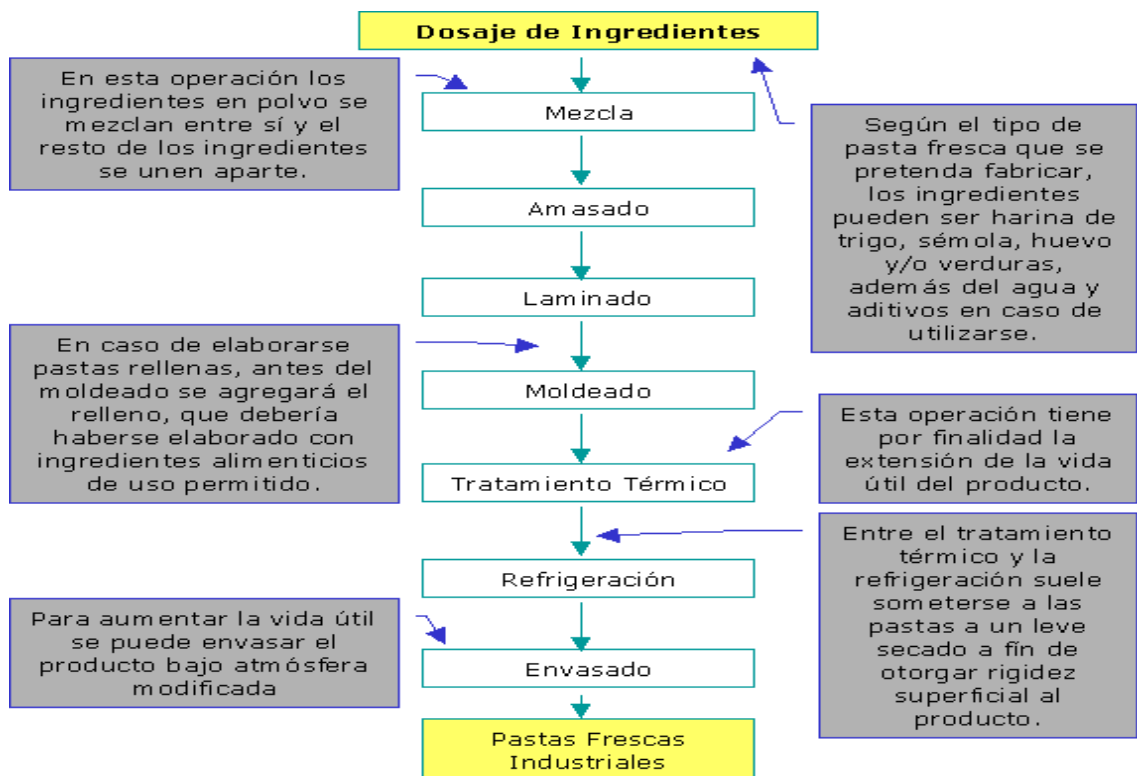 Dosaje de Ingredientes
En esta operación los
ingredientes en polvo se
mezclan entre sí y el
resto de los ingredientes
se unen aparte.
Mezcla
Según el tipo de
pasta fresca que se
pretenda fabricar,
los ingredientes
pueden ser harina de
trigo, sémola, huevo
y/o verduras,
además del agua y
aditivos en caso de
utilizarse.
Amasado
Laminado
En caso de elaborarse
pastas rellenas, antes del
moldeado se agregará el
relleno, que debería
haberse elaborado con
ingredientes alimenticios
de uso permitido.
Moldeado
Esta operación tiene
por finalidad la
extensión de la vida
útil del producto.
Tratamiento Térmico
Entre el tratamiento
térmico y la
refrigeración suele
someterse a las
pastas a un leve
secado a fín de
otorgar rigidez
superficial al
producto.
Refrigeración
Para aumentar la vida útil
se puede envasar el
producto bajo atmósfera
modificada
Envasado
Pastas Frescas
Industriales